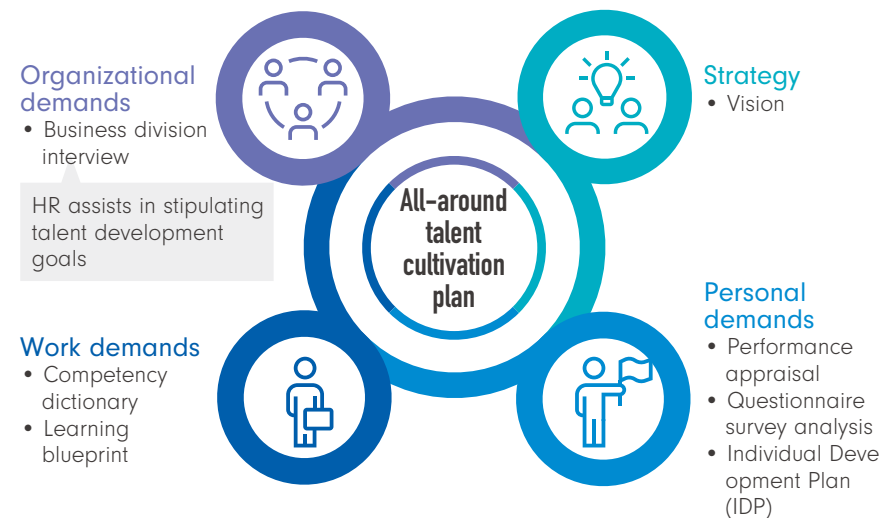 Organizational
demands
• Business division
interview
HR assists in stipulating
talent development
goals
Strategy
• Vision
All-around
talent
cultivation
plan
Work demands
• Competency
dictionary
• Learning
blueprint
Personal
demands
• Performance
appraisal
• Questionnaire
survey analysis
• Individual Deve
opment Plan
(IDP)